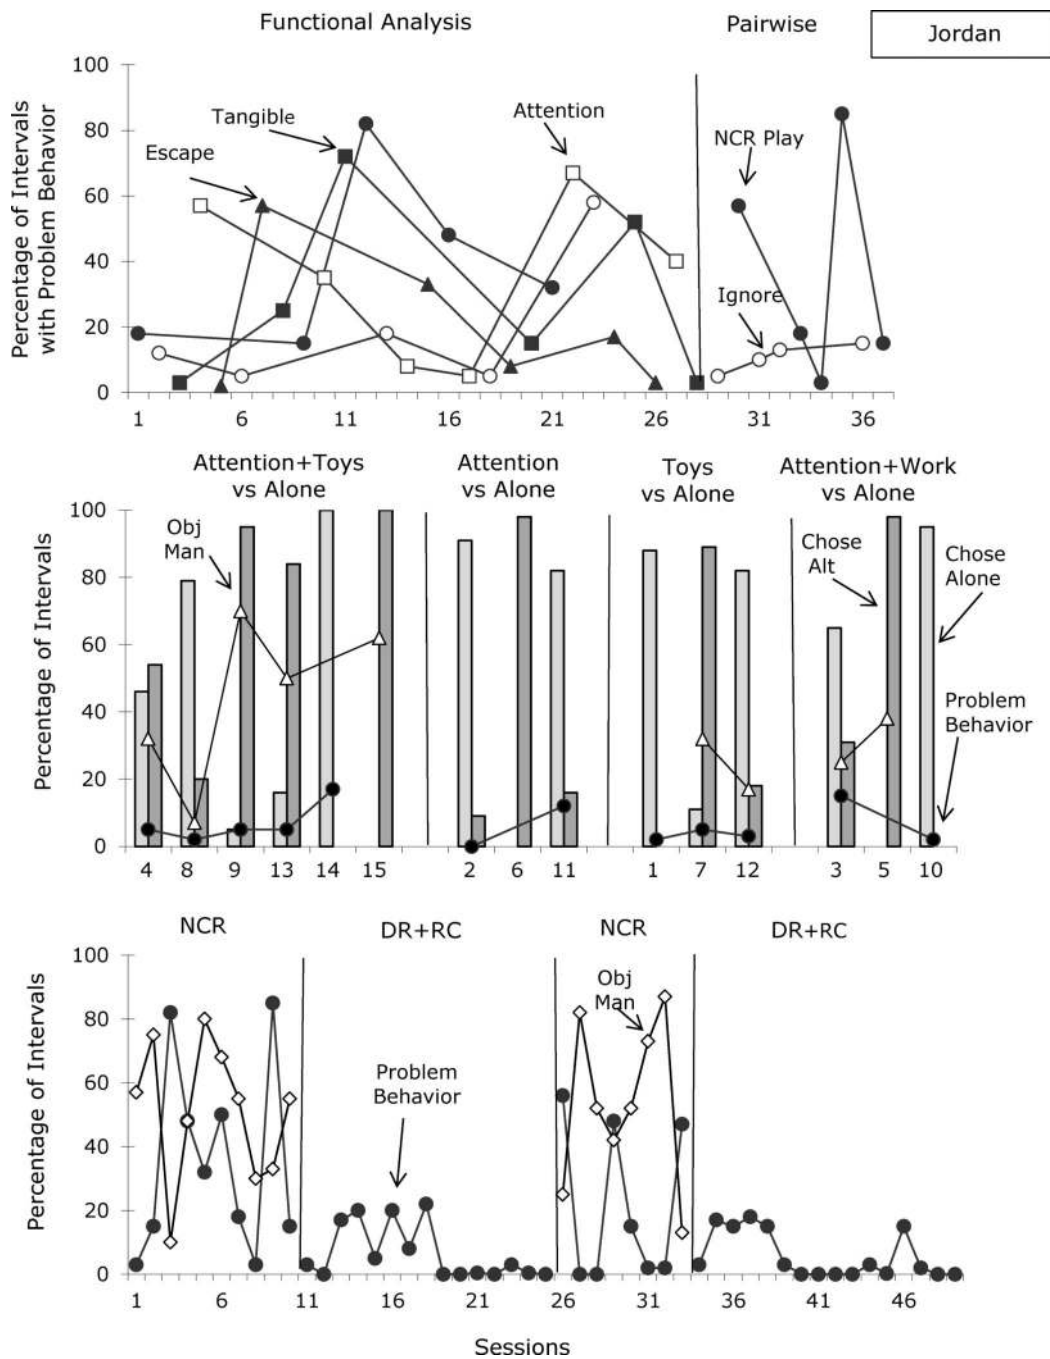 Functional Analysis
Pairwise
Jordan
Percentage of Intervals
with Problem Behavior
100
80
60
40
20
0
Escape
Tangible
Attention
NCR Play
Ignore
1 6 11 16 21 26 31 36
Attention+Toys
vs Alone
Attention
vs Alone
Toys
vs Alone
Attention+Work
vs Alone
Percentage of Intervals
100
80
60
40
20
0
Obj
Man
Chose
Alt
Chose
Alone
Problem
Behavior
4 8 9 13 14 15 2 6 11 1 7 12 3 5 10
NCR
DR+RC
NCR
DR+RC
Percentage of Intervals
100
80
60
40
20
0
Problem
Behavior
Obj
Man
1 6 11 16 21 26 31 36 41 46
Sessions